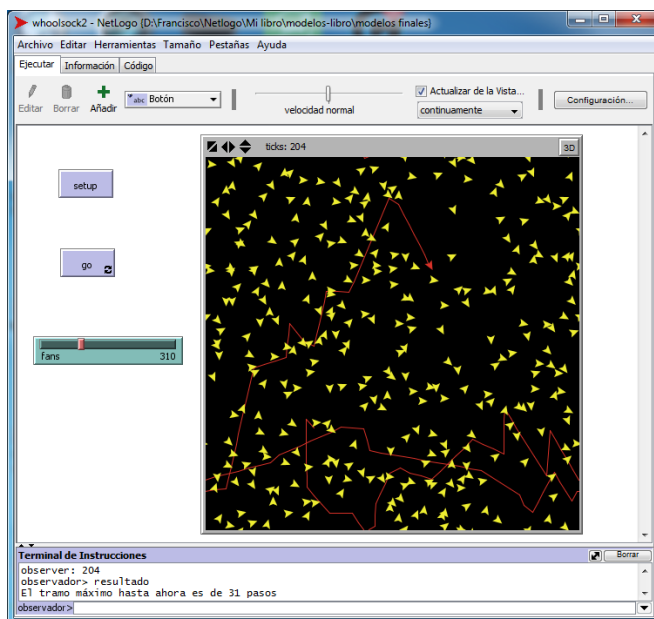 whoolsock2 - NetLogo {D:\Francisco\Netlogo\Mi libro\modelos-libro\modelos finales}
Archivo Editar Herramientas Tamaño Pestañas Ayuda
Ejecutar Información Código
Editar Borrar Añadir abc Botón velocidad normal Actualizar de la Vista... continuamente Configuración...
ticks: 204 3D
setup
go
fans 310
Terminal de Instrucciones Borrar
observer: 204
observador> resultado
El tramo máximo hasta ahora es de 31 pasos
observador>